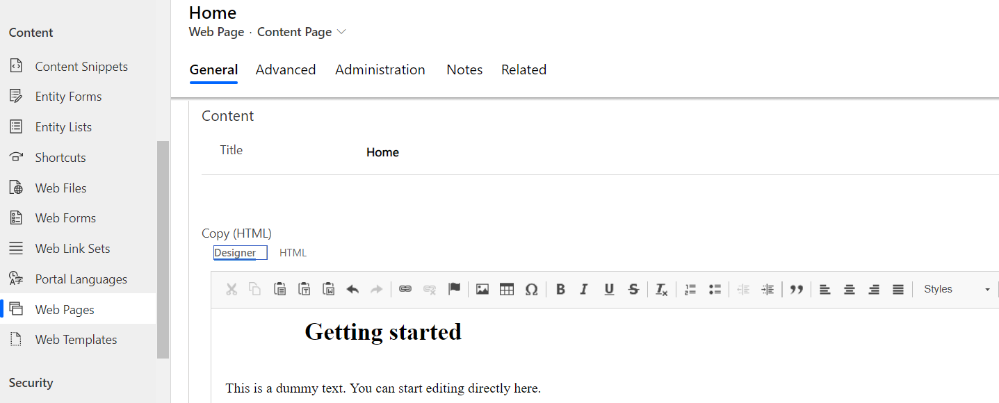 Home
Web Page · Content Page
General Advanced Administration Notes Related
Content
Content Snippets
Entity Forms
Entity Lists
Shortcuts
Web Files
Web Forms
Web Link Sets
Portal Languages
Web Pages
Web Templates
Security
Content
Title Home
Copy (HTML)
Designer HTML
Styles
Getting started
This is a dummy text. You can start editing directly here.